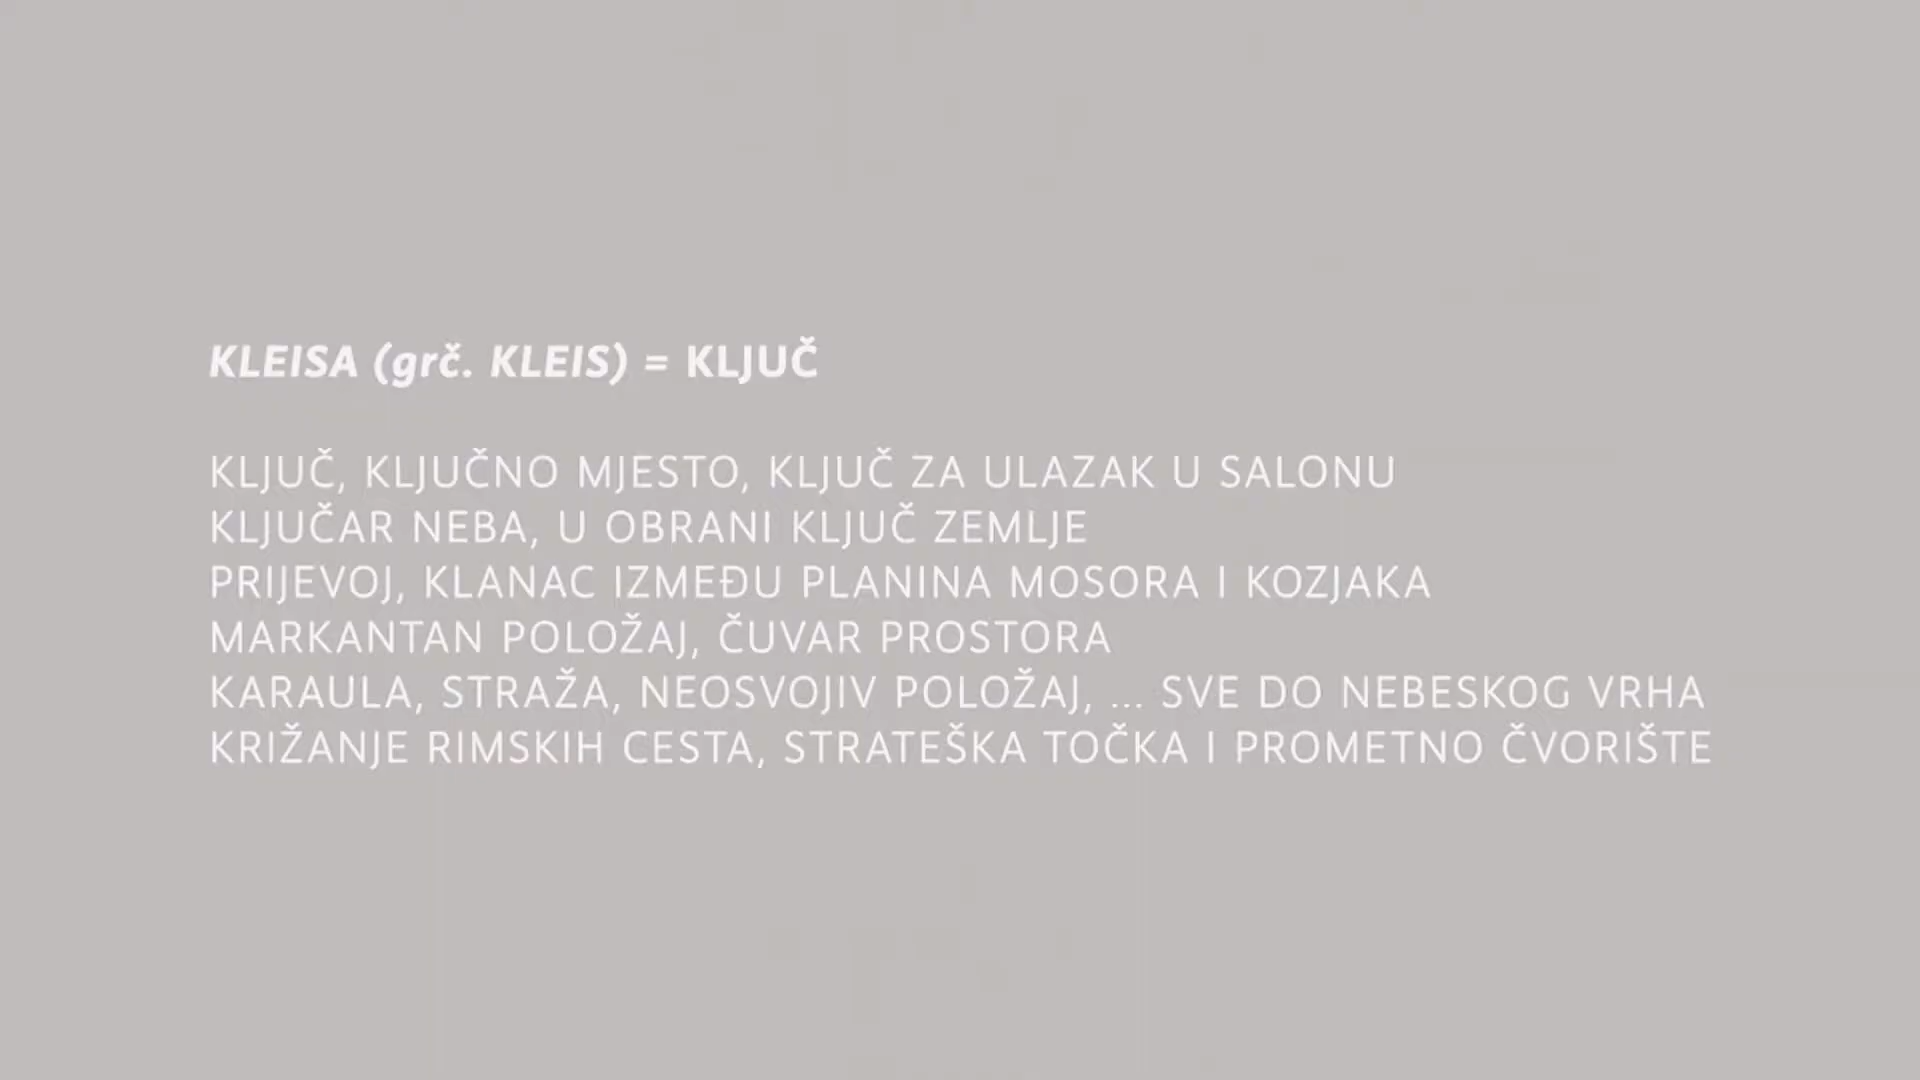 KLEISA (grč. KLEIS) = KLJUČ
KLJUČ, KLJUČNO MJESTO, KLJUČ ZA ULAZAK U SALONU
KLJUČAR NEBA, U OBRANI KLJUČ ZEMLJE
PRIJEVOJ, KLANAC IZMEĐU PLANINA MOSORA I KOZJAKA
MARKANTAN POLOŽAJ, ČUVAR PROSTORA
KARAULA, STRAŽA, NEOSVOJIV POLOŽAJ, ... SVE DO NEBESKOG VRHA
KRIŽANJE RIMSKIH CESTA, STRATEŠKA TOČKA I PROMETNO ČVORIŠTE